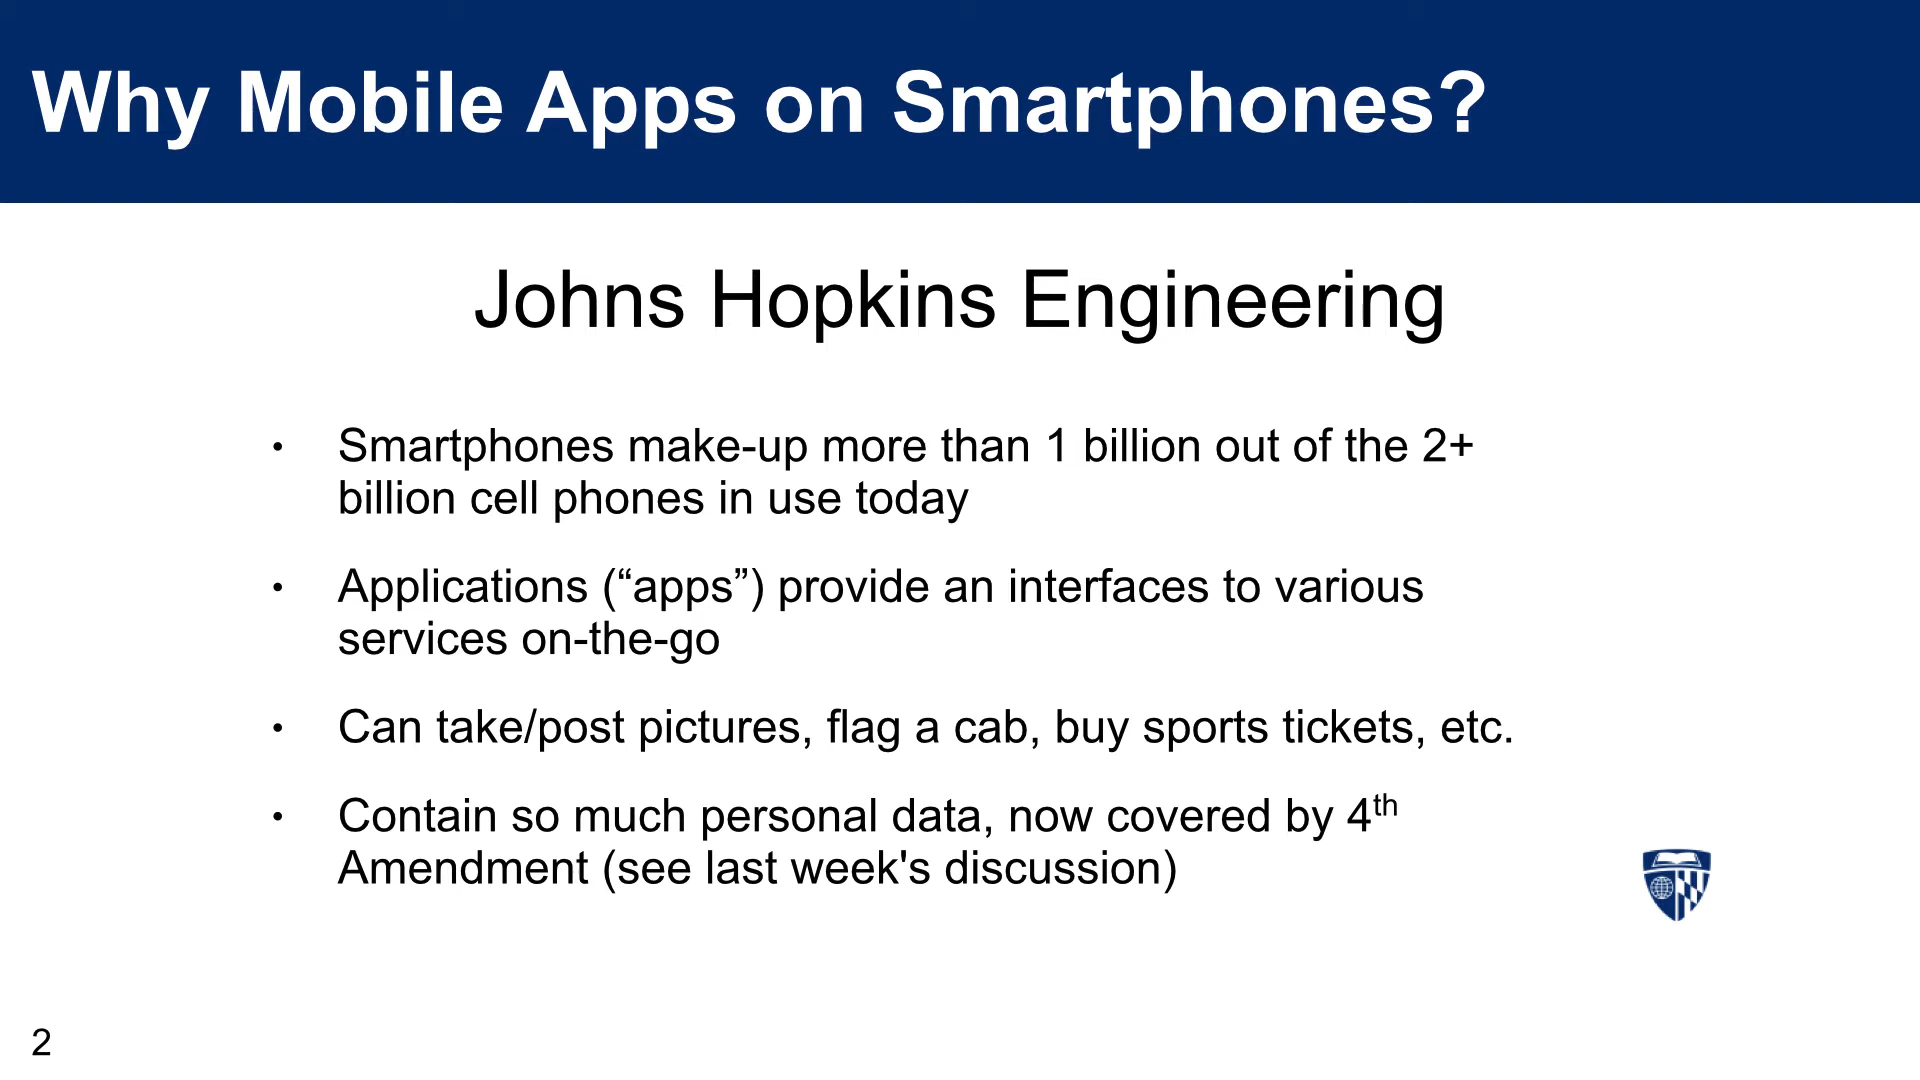 Why Mobile Apps on Smartphones?
Johns Hopkins Engineering
• Smartphones make-up more than 1 billion out of the 2+
billion cell phones in use today
• Applications (“apps”) provide an interfaces to various
services on-the-go
• Can take/post pictures, flag a cab, buy sports tickets, etc.
• Contain so much personal data, now covered by 4th
Amendment (see last week's discussion)
2